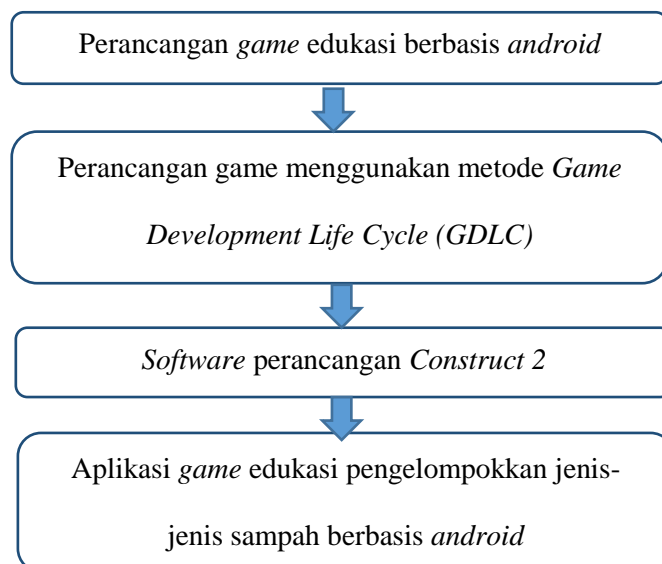 Perancangan game edukasi berbasis android
Perancangan game menggunakan metode Game
Development Life Cycle (GDLC)
Software perancangan Construct 2
Aplikasi game edukasi pengelompokkan jenis-
jenis sampah berbasis android